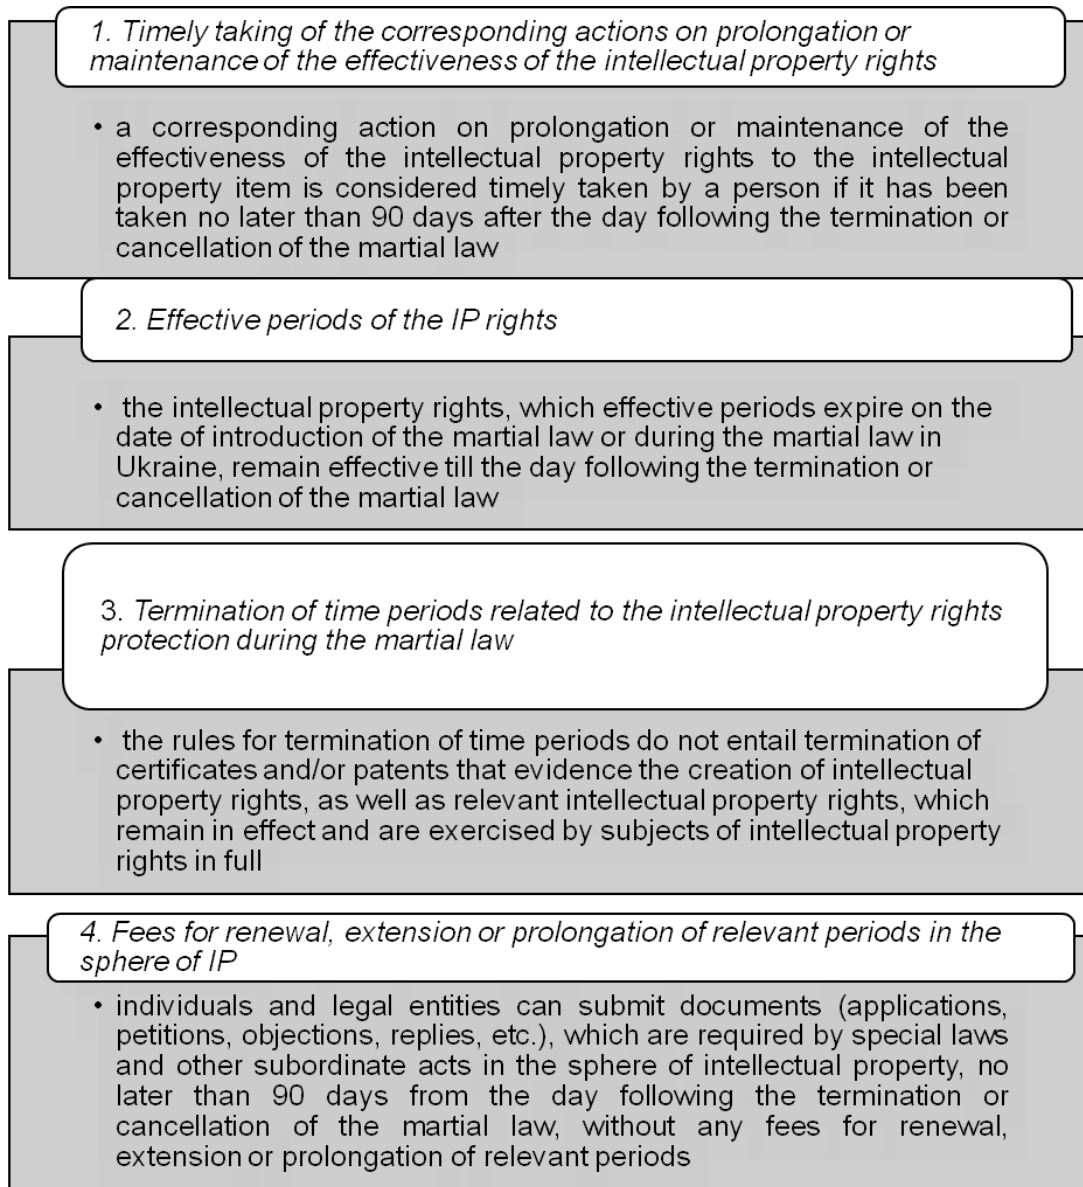 1. Timely taking of the corresponding actions on prolongation or
maintenance of the effectiveness of the intellectual property rights
• a corresponding action on prolongation or maintenance of the
effectiveness of the intellectual property rights to the intellectual
property item is considered timely taken by a person if it has been
taken no later than 90 days after the day following the termination or
cancellation of the martial law
2. Effective periods of the IP rights
• the intellectual property rights, which effective periods expire on the
date of introduction of the martial law or during the martial law in
Ukraine, remain effective till the day following the termination or
cancellation of the martial law
3. Termination of time periods related to the intellectual property rights
protection during the martial law
• the rules for termination of time periods do not entail termination of
certificates and/or patents that evidence the creation of intellectual
property rights, as well as relevant intellectual property rights, which
remain in effect and are exercised by subjects of intellectual property
rights in full
4. Fees for renewal, extension or prolongation of relevant periods in the
sphere of IP
• individuals and legal entities can submit documents (applications,
petitions, objections, replies, etc.), which are required by special laws
and other subordinate acts in the sphere of intellectual property, no
later than 90 days from the day following the termination or
cancellation of the martial law, without any fees for renewal,
extension or prolongation of relevant periods